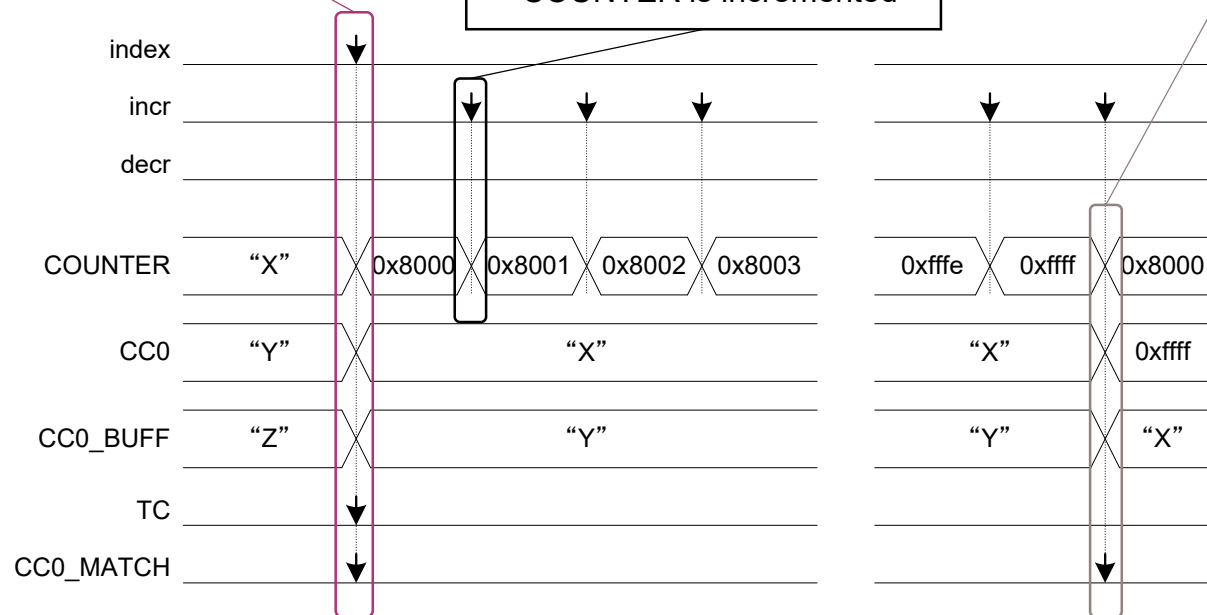 COUNTER is incremented
index
incr
decr
COUNTER “X” 0x8000 0x8001 0x8002 0x8003 0xfffe 0xffff 0x8000
CC0 “Y” “X” “X” 0xffff
CC0_BUFF “Z” “Y” “Y” “X”
TC
CC0_MATCH